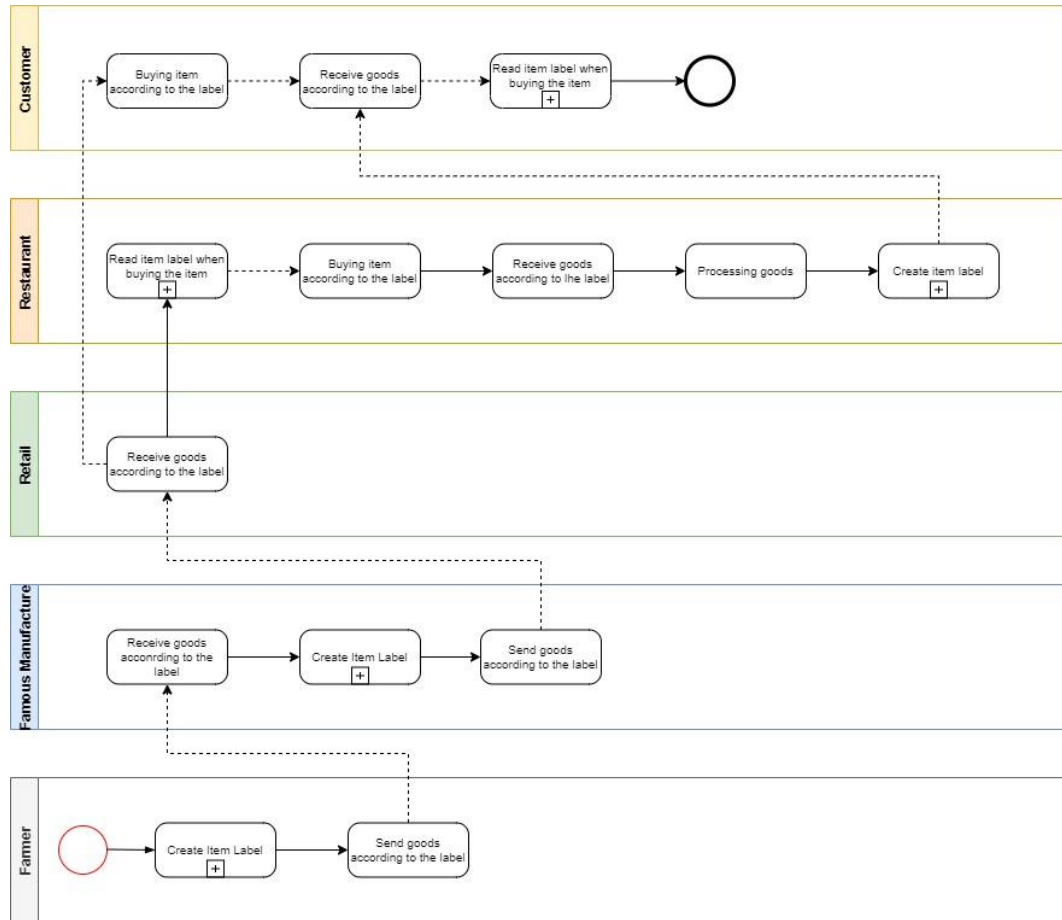 Customer
Buying item
according to the label
Receive goods
according to the label
Read item label when
buying the item
Restaurant
Read item label when
buying the item
Buying item
according to the label
Receive goods
according to lhe label
Processing goods
Create item label
Retail
Receive goods
according to the label
Famous Manufacture
Receive goods
acconrding to the
label
Create Item Label
Send goods
according to the label
Farmer
Create Item Label
Send goods
according to the label